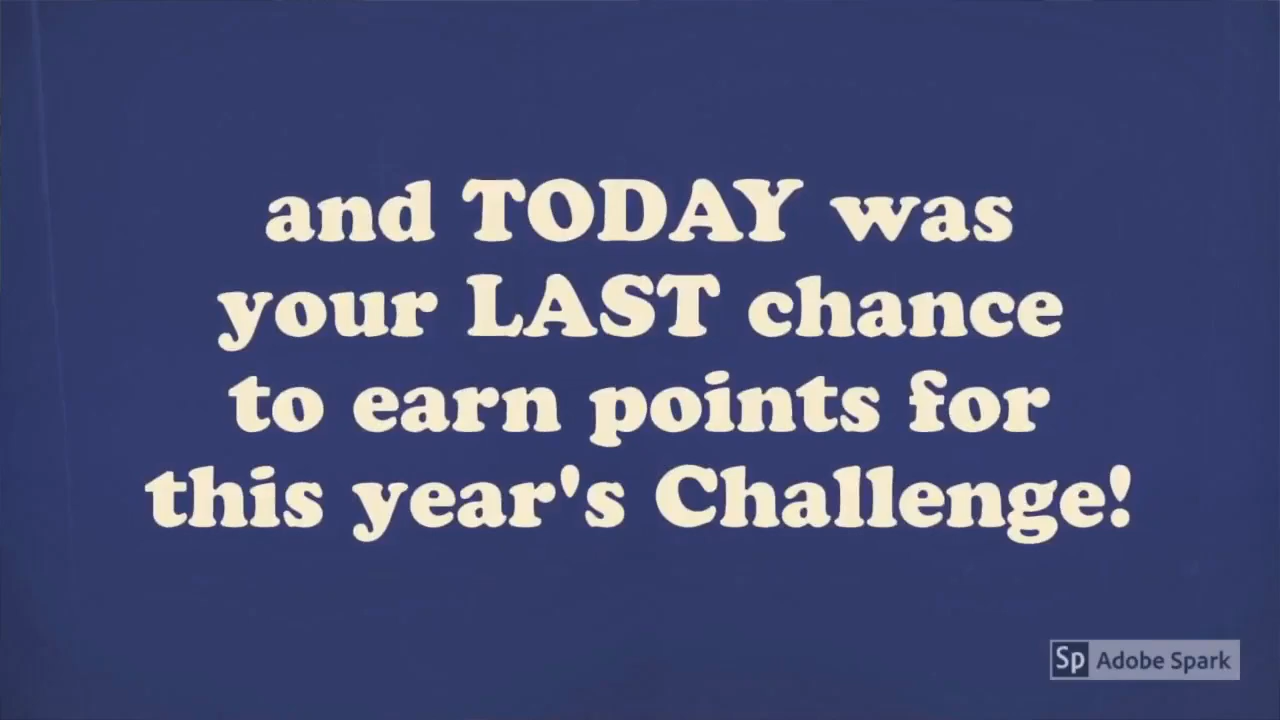 and TODAY was
your LAST chance
to earn points for
this year's Challenge!
Sp Adobe Spark